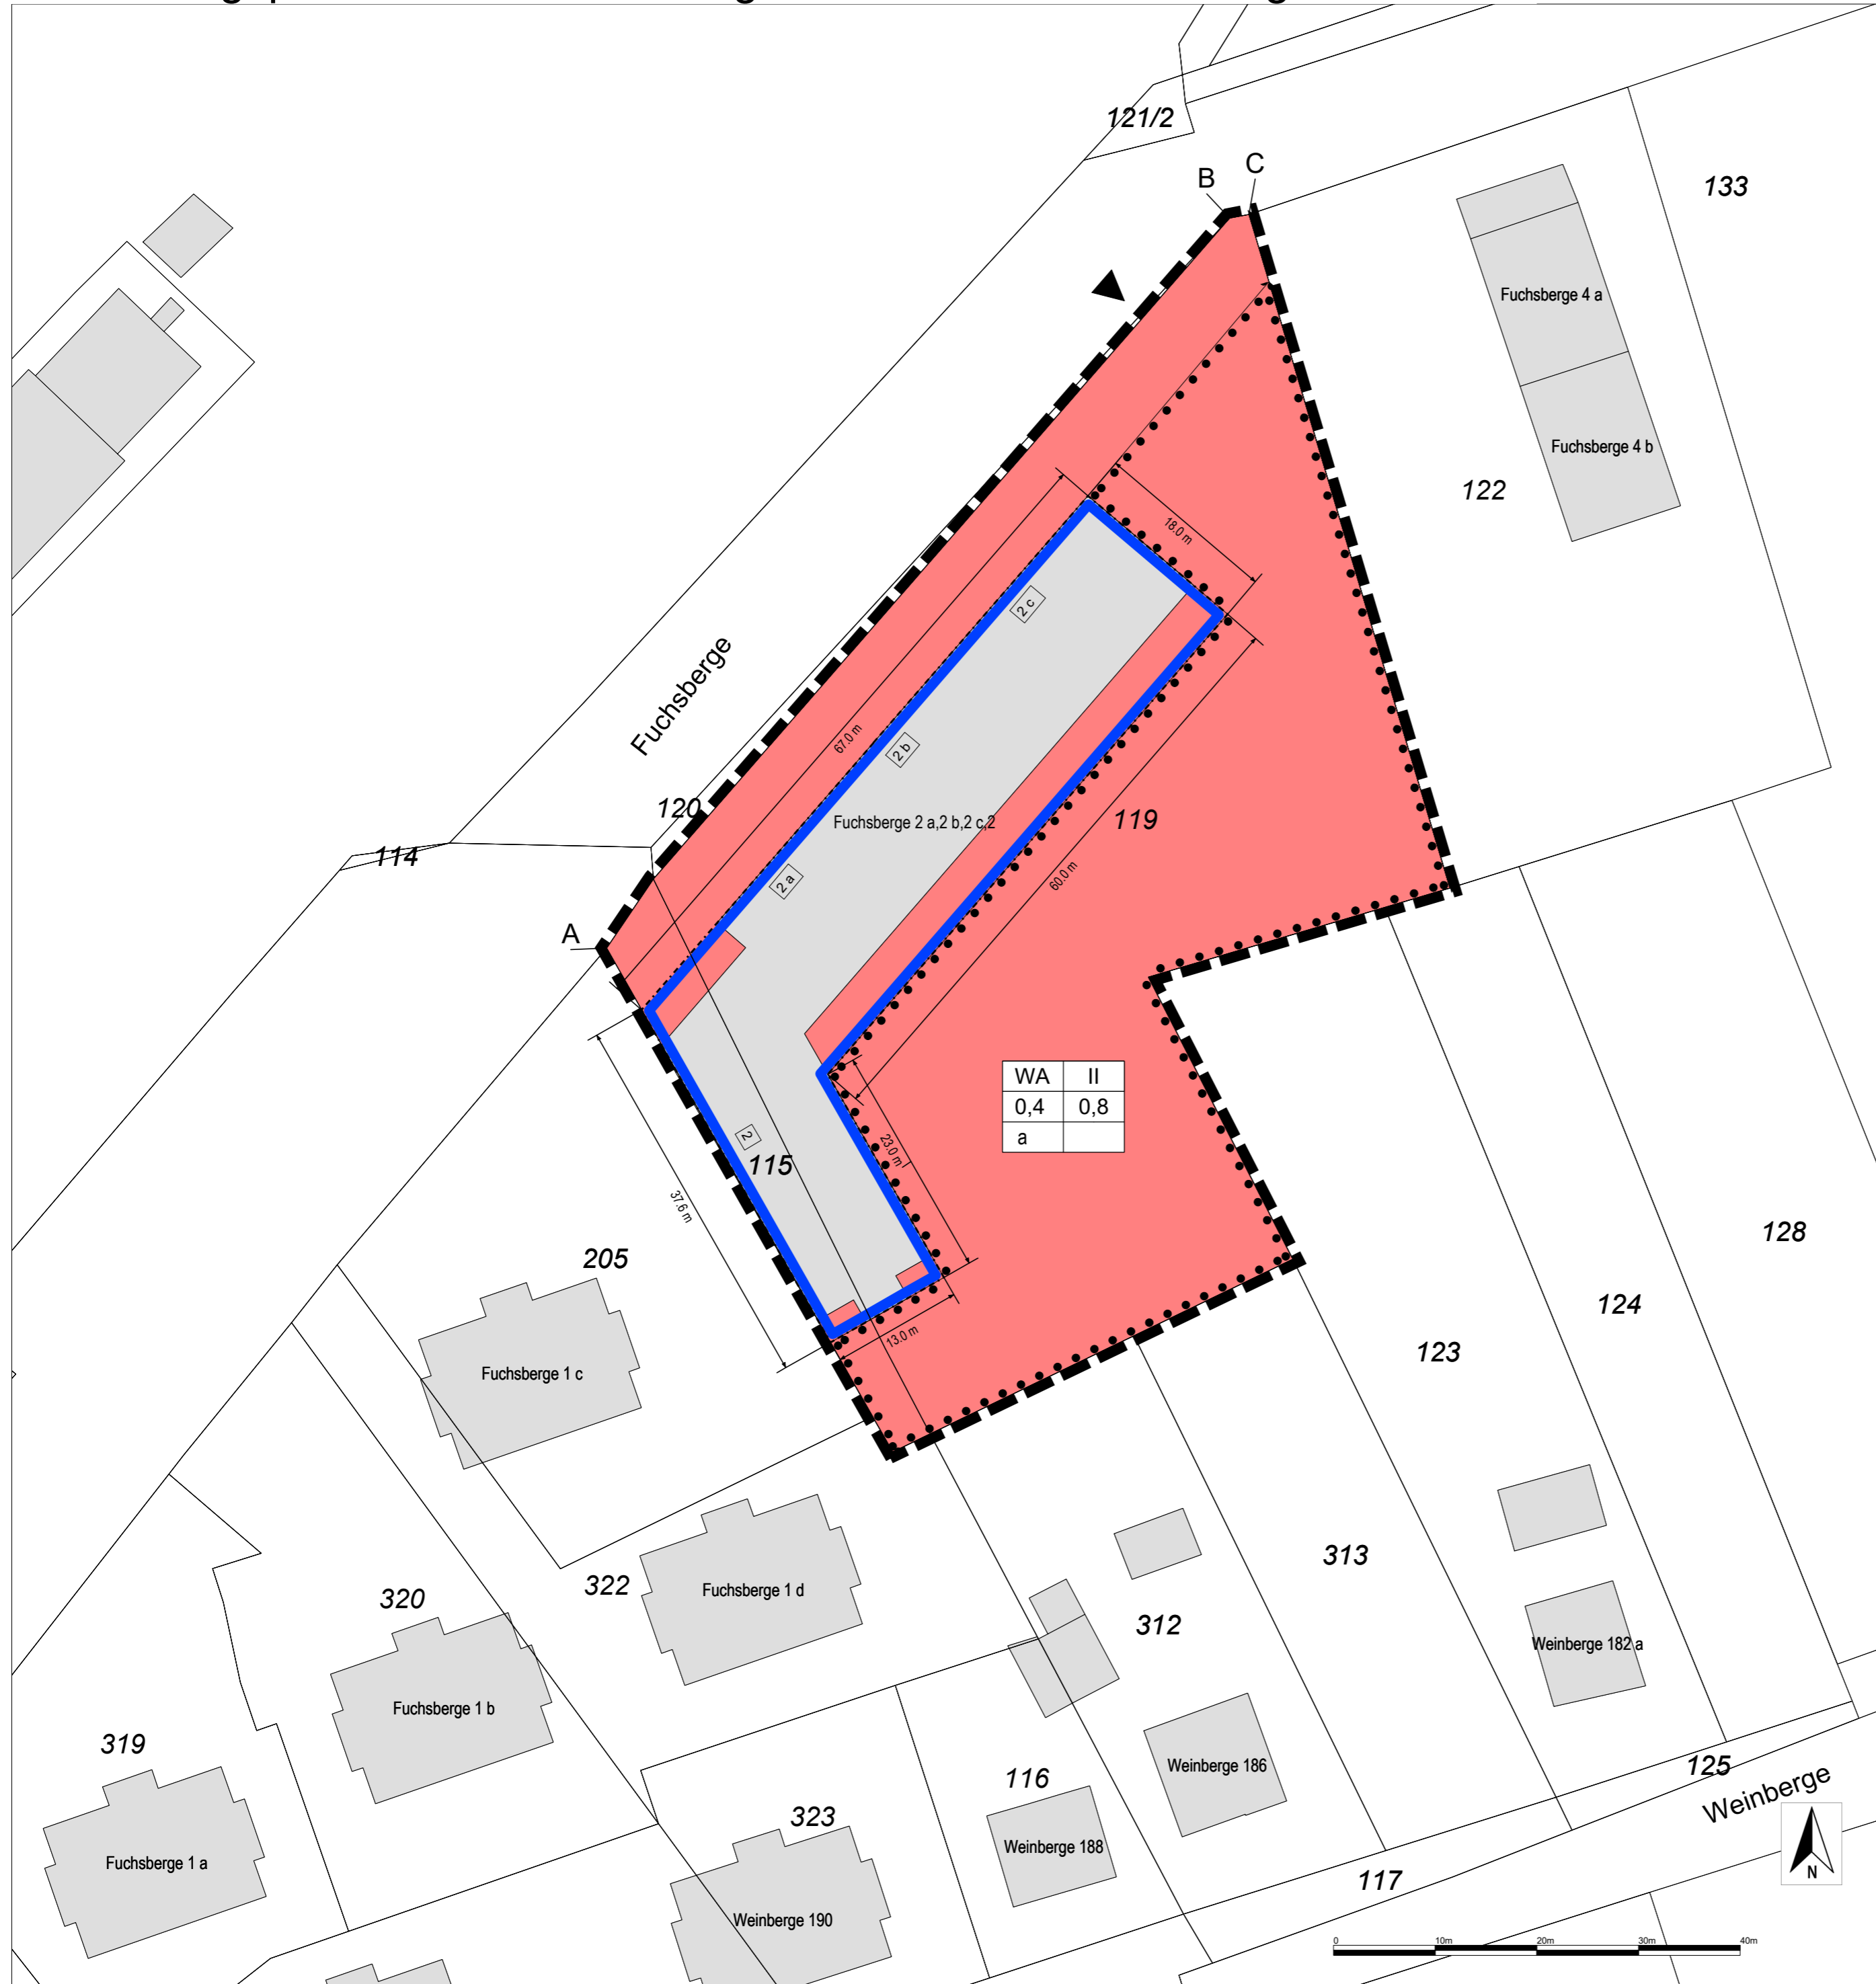 121/2
B
C
133
Fuchsberge 4 a
Fuchsberge 4 b
122
18.0 m
2 c
Fuchsberge
67.0 m
2 b
120
Fuchsberge 2 a,2 b,2 c,2
119
114
2 a
60.0 m
A
WA II
0,4 0,8
a
2
115
23.0 m
37.6 m
128
205
124
13.0 m
123
Fuchsberge 1 c
313
322
Fuchsberge 1 d
320
312
Weinberge 182 a
Fuchsberge 1 b
319
125
Weinberge
116
Weinberge 186
323
Weinberge 188
Fuchsberge 1 a
117
N
Weinberge 190
0 10m 20m 30m 40m